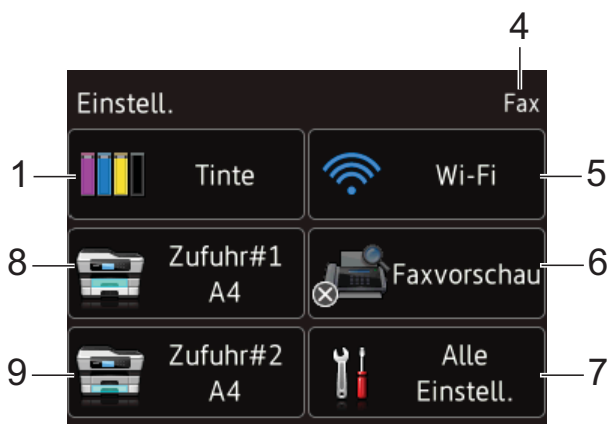 4
Einstell. Fax
1 Tinte Wi-Fi 5
8 Zufuhr#1
A4 Faxvorschau 6
9 Zufuhr#2
A4 Alle
Einstell. 7